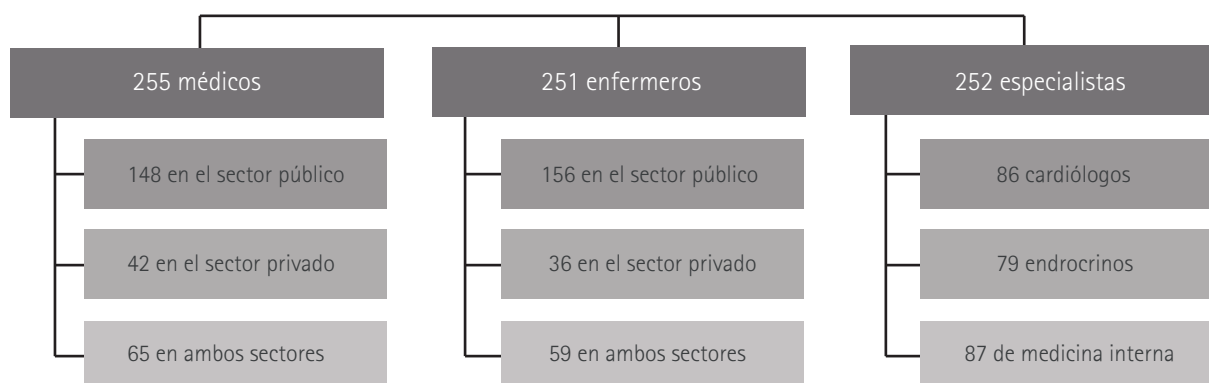 255 médicos
148 en el sector público
42 en el sector privado
65 en ambos sectores
251 enfermeros
156 en el sector público
36 en el sector privado
59 en ambos sectores
252 especialistas
86 cardiólogos
79 endrocrinos
87 de medicina interna